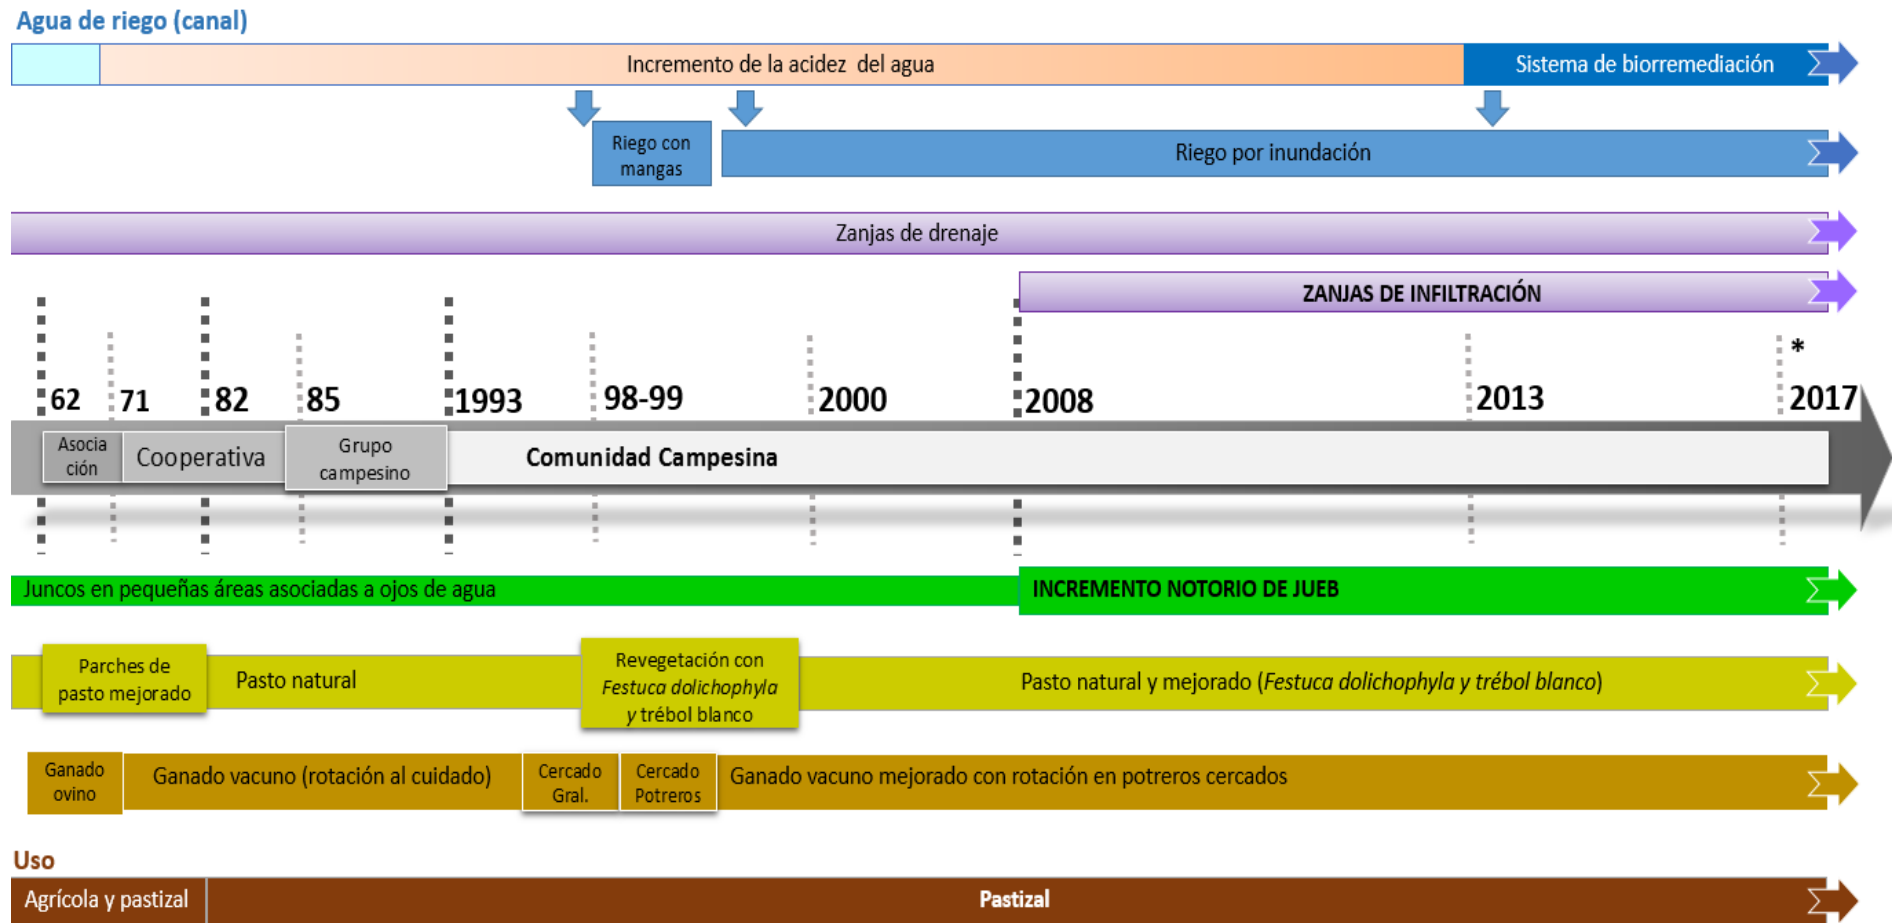 Agua de riego (canal)
Incremento de la acidez del agua
Sistema de biorremediación
Riego con
mangas
Riego por inundación
Zanjas de drenaje
ZANJAS DE INFILTRACIÓN
*
62
71
82
85
1993
98-99
2000
2008
2013
2017
Asocia
ción
Cooperativa
Grupo
campesino
Comunidad Campesina
Juncos en pequeñas áreas asociadas a ojos de agua
INCREMENTO NOTORIO DE JUEB
Parches de
pasto mejorado
Pasto natural
Revegetación con
Festuca dolichophyla
y trébol blanco
Pasto natural y mejorado (Festuca dolichophyla y trébol blanco)
Ganado
ovino
Ganado vacuno (rotación al cuidado)
Cercado
Gral.
Cercado
Potreros
Ganado vacuno mejorado con rotación en potreros cercados
Uso
Agrícola y pastizal
Pastizal